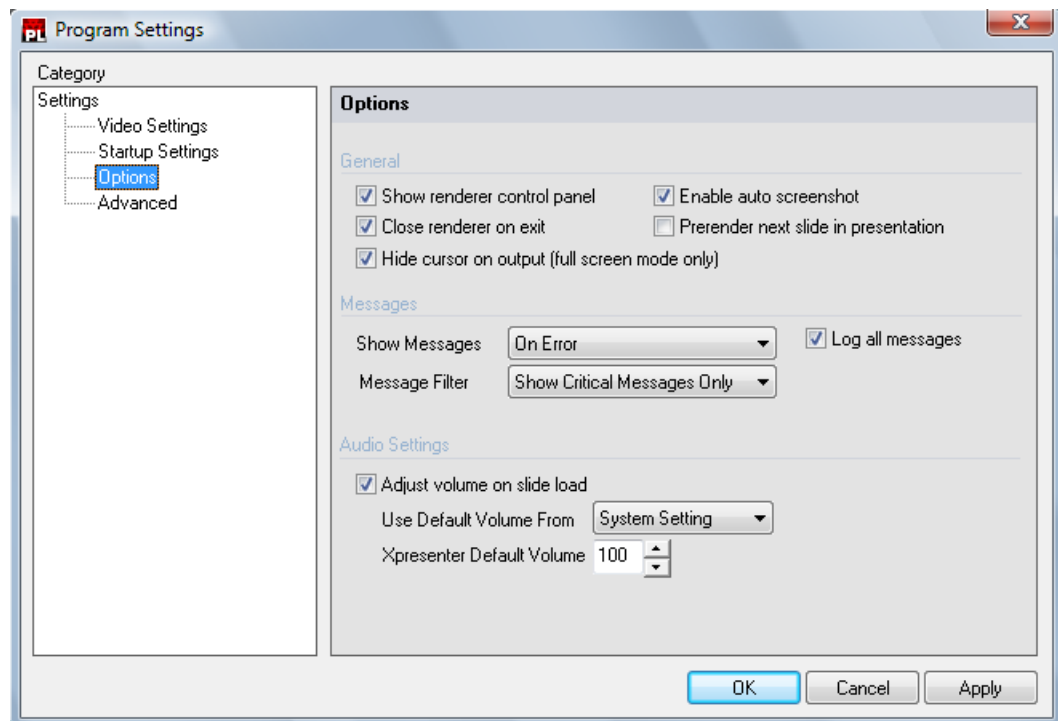 PL Program Settings
Category
Settings
Video Settings
Startup Settings
Options
Advanced
Options
General
Show renderer control panel
Enable auto screenshot
Close renderer on exit
Prerender next slide in presentation
Hide cursor on output (full screen mode only)
Messages
Show Messages On Error
Log all messages
Message Filter Show Critical Messages Only
Audio Settings
Adjust volume on slide load
Use Default Volume From System Setting
Xpresenter Default Volume 100
OK Cancel Apply